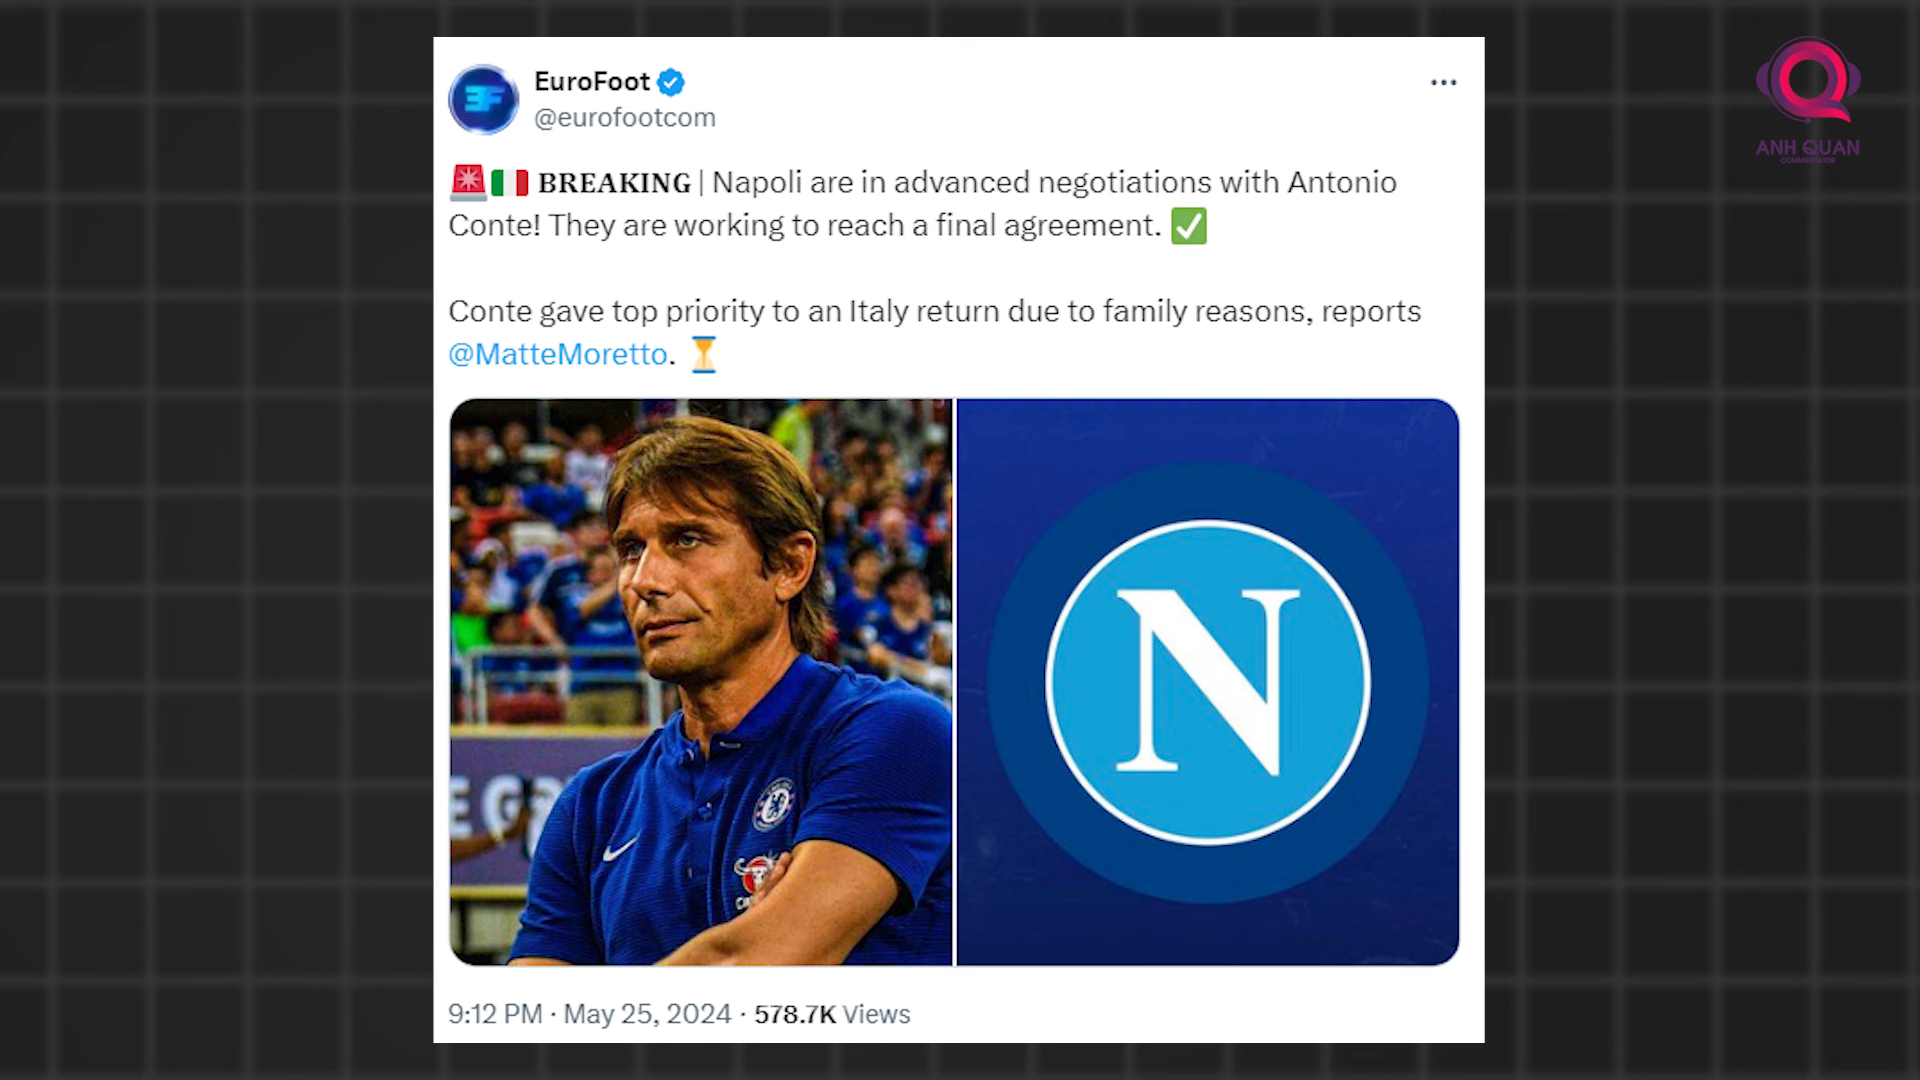 EuroFoot
@eurofootcom
ANH QUAN
COMMENTATOR
🚨🇮🇹 BREAKING | Napoli are in advanced negotiations with Antonio
Conte! They are working to reach a final agreement. ✅
Conte gave top priority to an Italy return due to family reasons, reports
@MatteMoretto. ⏳
N
9:12 PM · May 25, 2024 · 578.7K Views